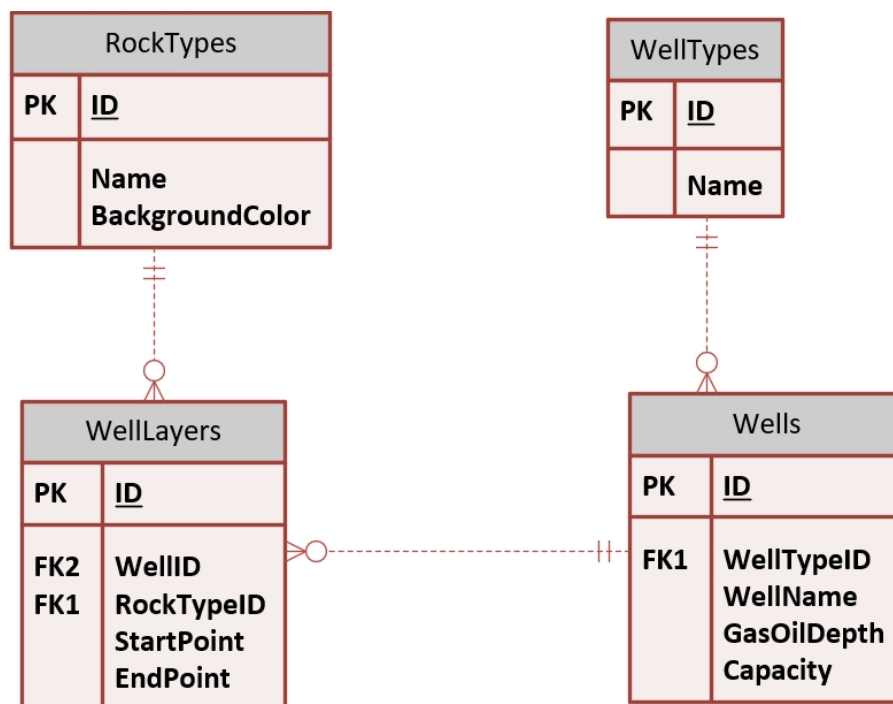 RockTypes
PK ID
Name
BackgroundColor
WellTypes
PK ID
Name
WellLayers
PK ID
FK2 WellID
FK1 RockTypeID
StartPoint
EndPoint
Wells
PK ID
FK1 WellTypeID
WellName
GasOilDepth
Capacity